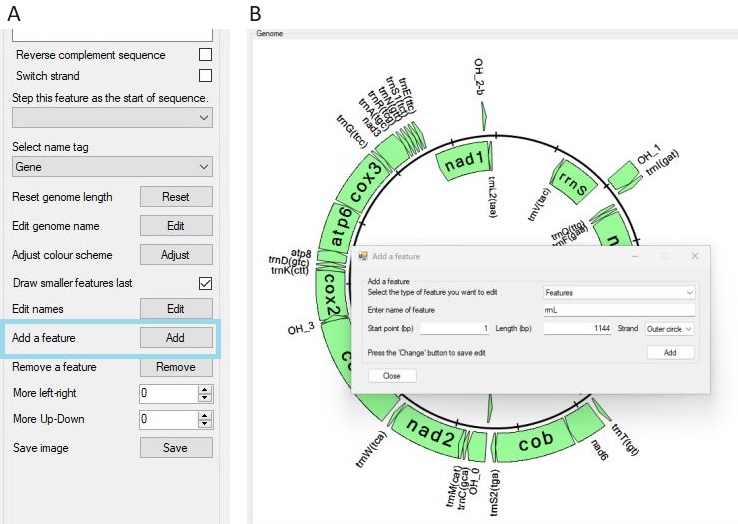 A
B
Reverse complement sequence
Switch strand
Step this feature as the start of sequence.
Select name tag
Gene
Reset genome length Reset
Edit genome name Edit
Adjust colour scheme Adjust
Draw smaller features last
Edit names Edit
Add a feature Add
Remove a feature Remove
More left-right 0
More Up-Down 0
Save image Save
Genome
OH_2-b
trnE(ttc)
trnS1(tct)
trnN(gtt)
trnR(tcg)
trnA(tgc)
nad3
trnG(tcc)
cox3
atp6
atp8
trnD(gtc)
trnK(ctt)
cox2
OH_3
nad1
trnL2(taa)
rrnS
trnV(tac)
OH_1
trnI(gat)
trnQ(ttg)
trnF(gaa)
n
Add a feature
Add a feature
Select the type of feature you want to edit Features
Enter name of feature rrnL
Start point (bp) 1 Length (bp) 1144 Strand Outer circle
Press the 'Change' button to save edit Add
Close
trnW(tca)
nad2
trnM(cat)
trnC(gca)
OH_0
trnS2(tga)
cob
nad6
trnT(tgt)